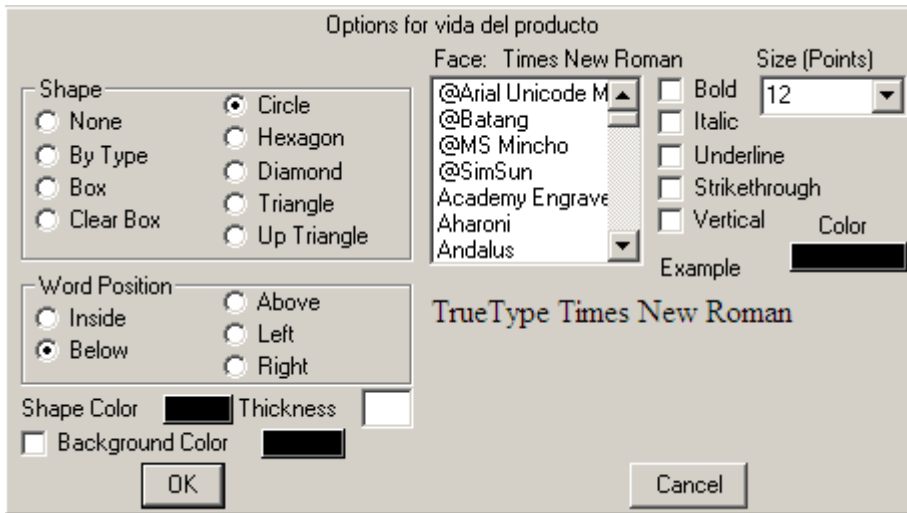 Options for vida del producto
Face: Times New Roman
Size (Points)
Shape
None
By Type
Box
Clear Box
Circle
Hexagon
Diamond
Triangle
Up Triangle
@Arial Unicode M
@Batang
@MS Mincho
@SimSun
Academy Engrave
Aharoni
Andalus
Bold
Italic
Underline
Strikethrough
Vertical
12
Color
Example
TrueType Times New Roman
Word Position
Inside
Below
Above
Left
Right
Shape Color
Thickness
Background Color
OK
Cancel